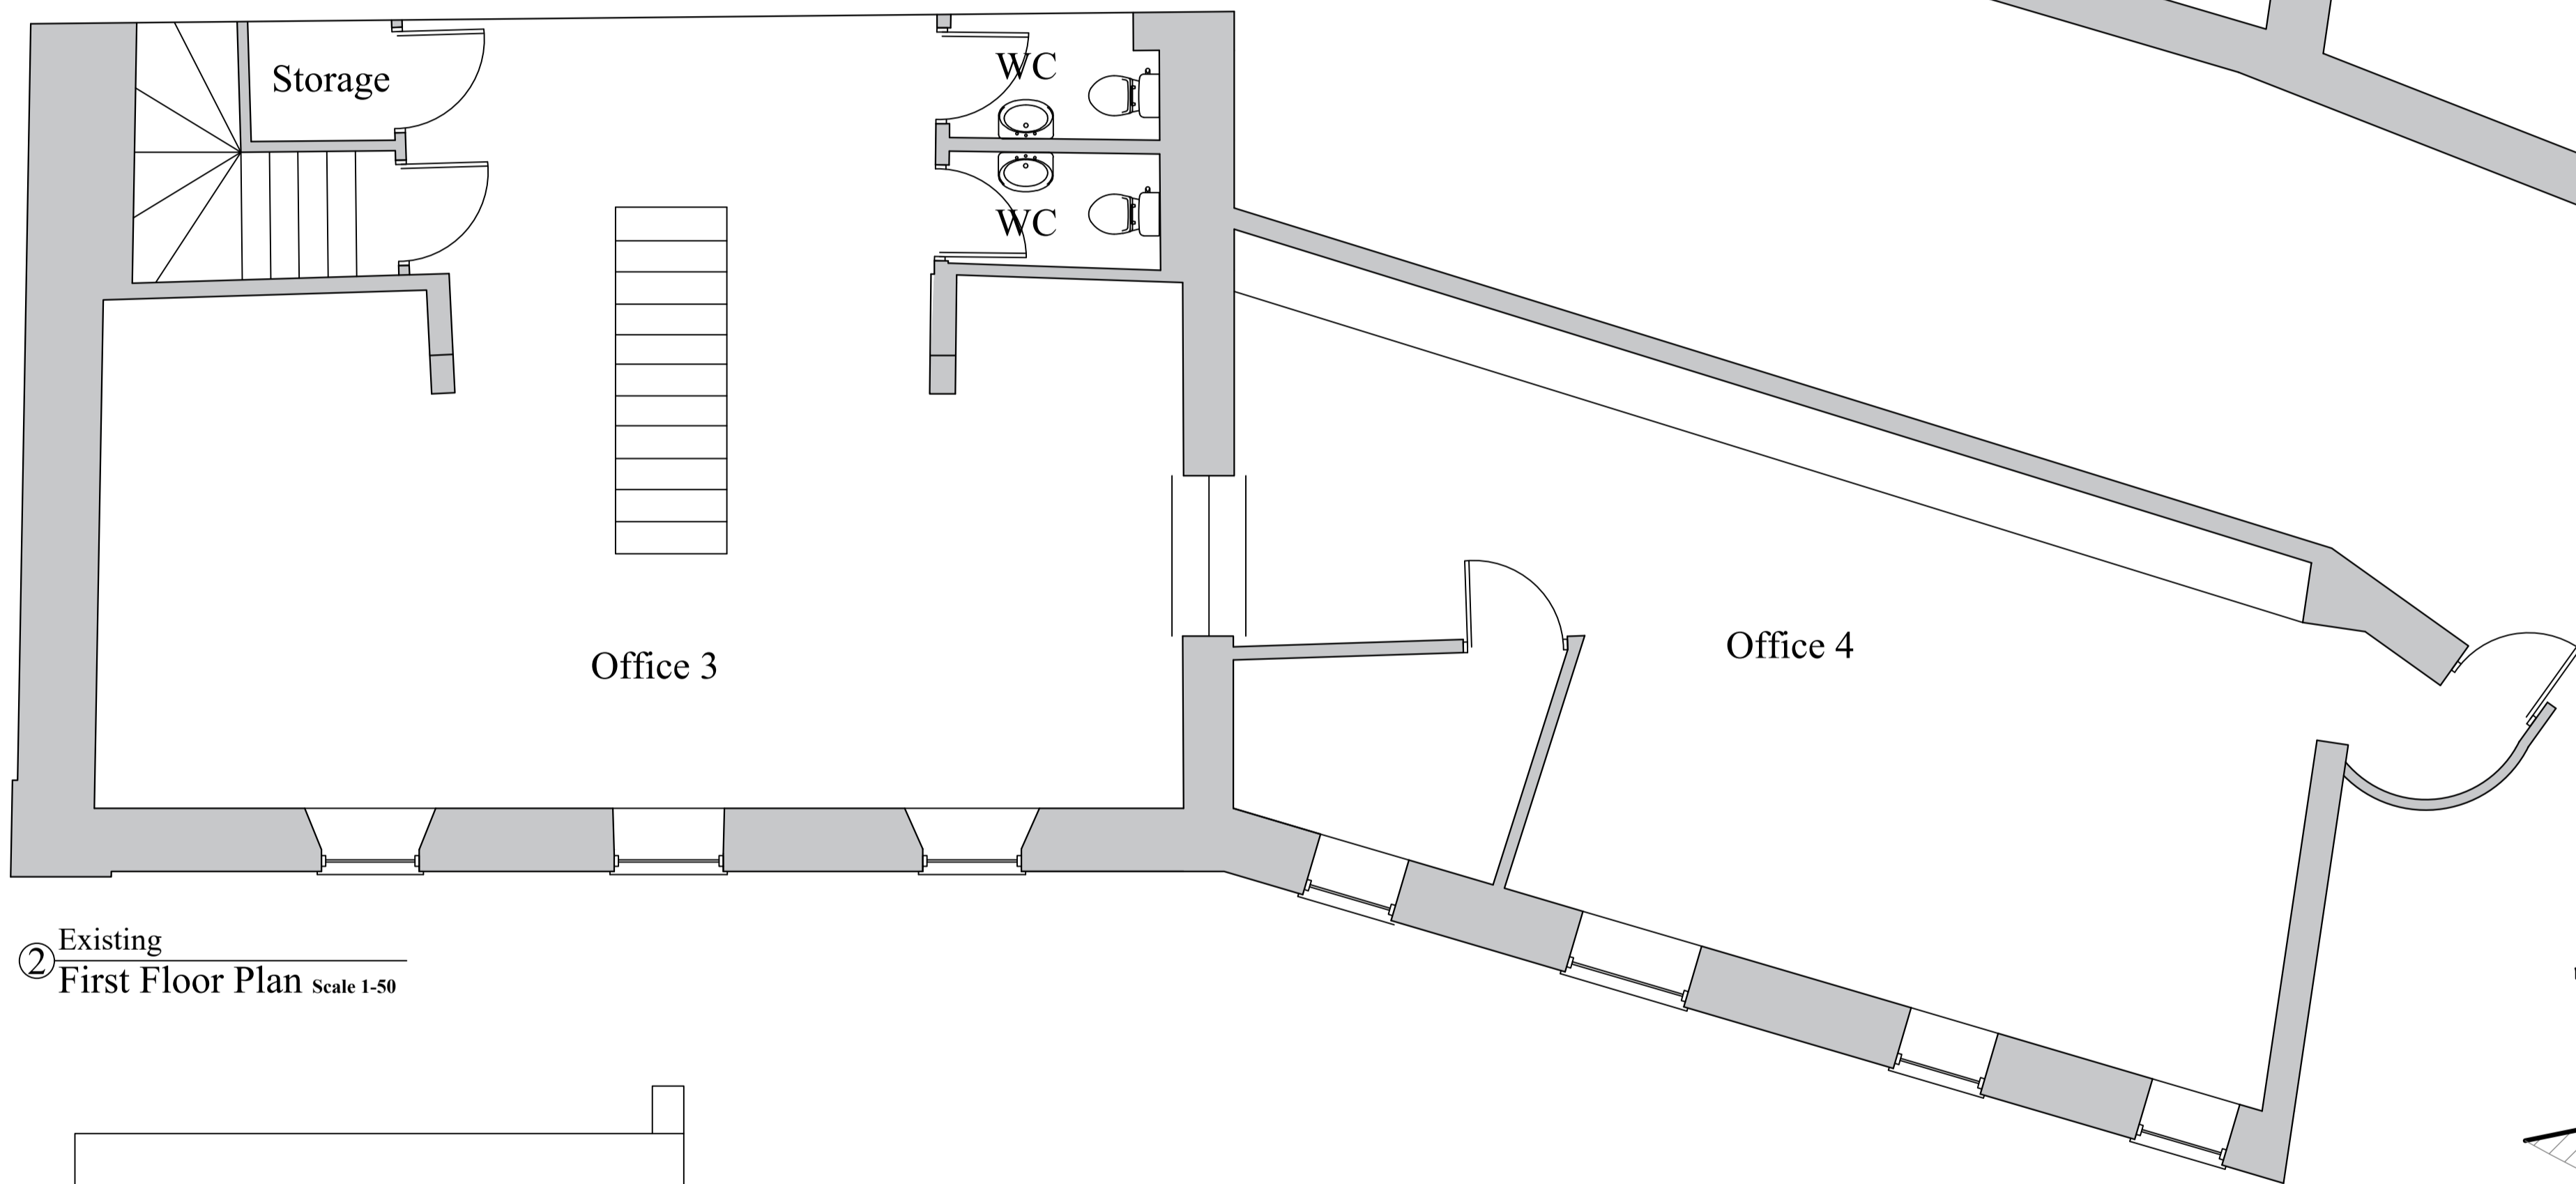 Storage
WC
WC
Office 3
Office 4
2
Existing
First Floor Plan Scale 1-50